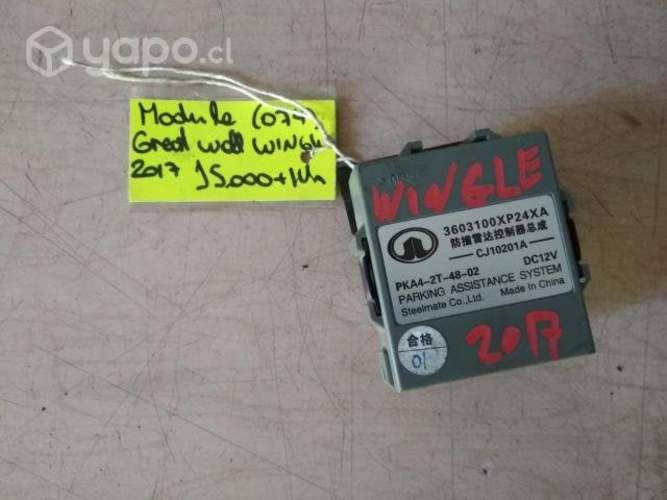 yapo.cl
Module (074
Great wall WINGLE
2017 15.000+IVA
WINGLE
3603100XP24XA
防撞雷达控制器总成
CJ10201A
PKA4-2T-48-02
DC12V
PARKING ASSISTANCE SYSTEM
Steelmate Co.,Ltd. Made in China
合格
01
2017